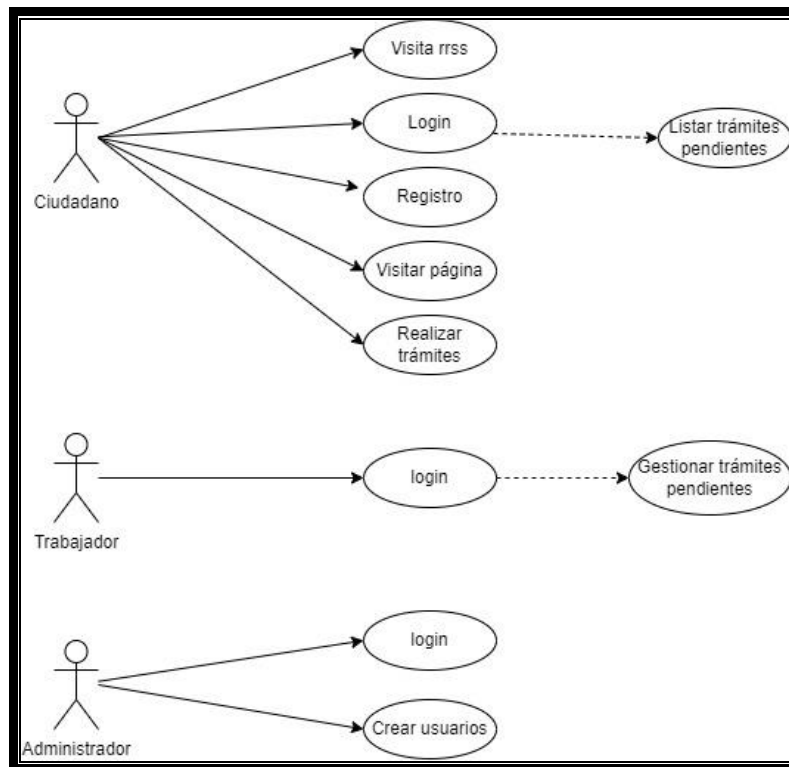 Visita rrss
Login
Listar trámites
pendientes
Ciudadano
Registro
Visitar página
Realizar
trámites
Trabajador
login
Gestionar trámites
pendientes
Administrador
login
Crear usuarios